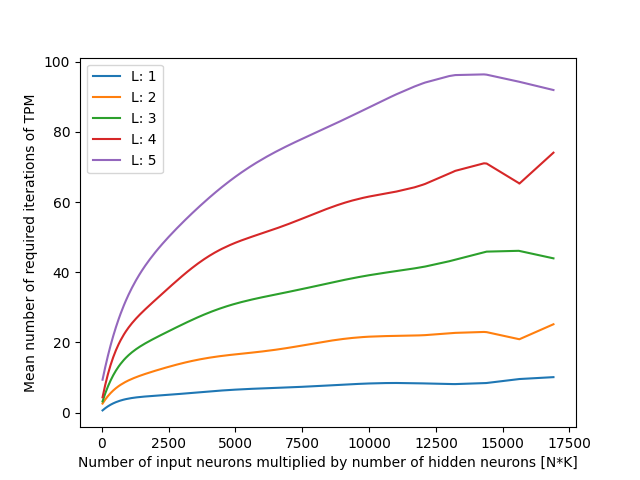 100
80
60
40
20
0
Mean number of required iterations of TPM
L: 1
L: 2
L: 3
L: 4
L: 5
0 2500 5000 7500 10000 12500 15000 17500
Number of input neurons multiplied by number of hidden neurons [N*K]